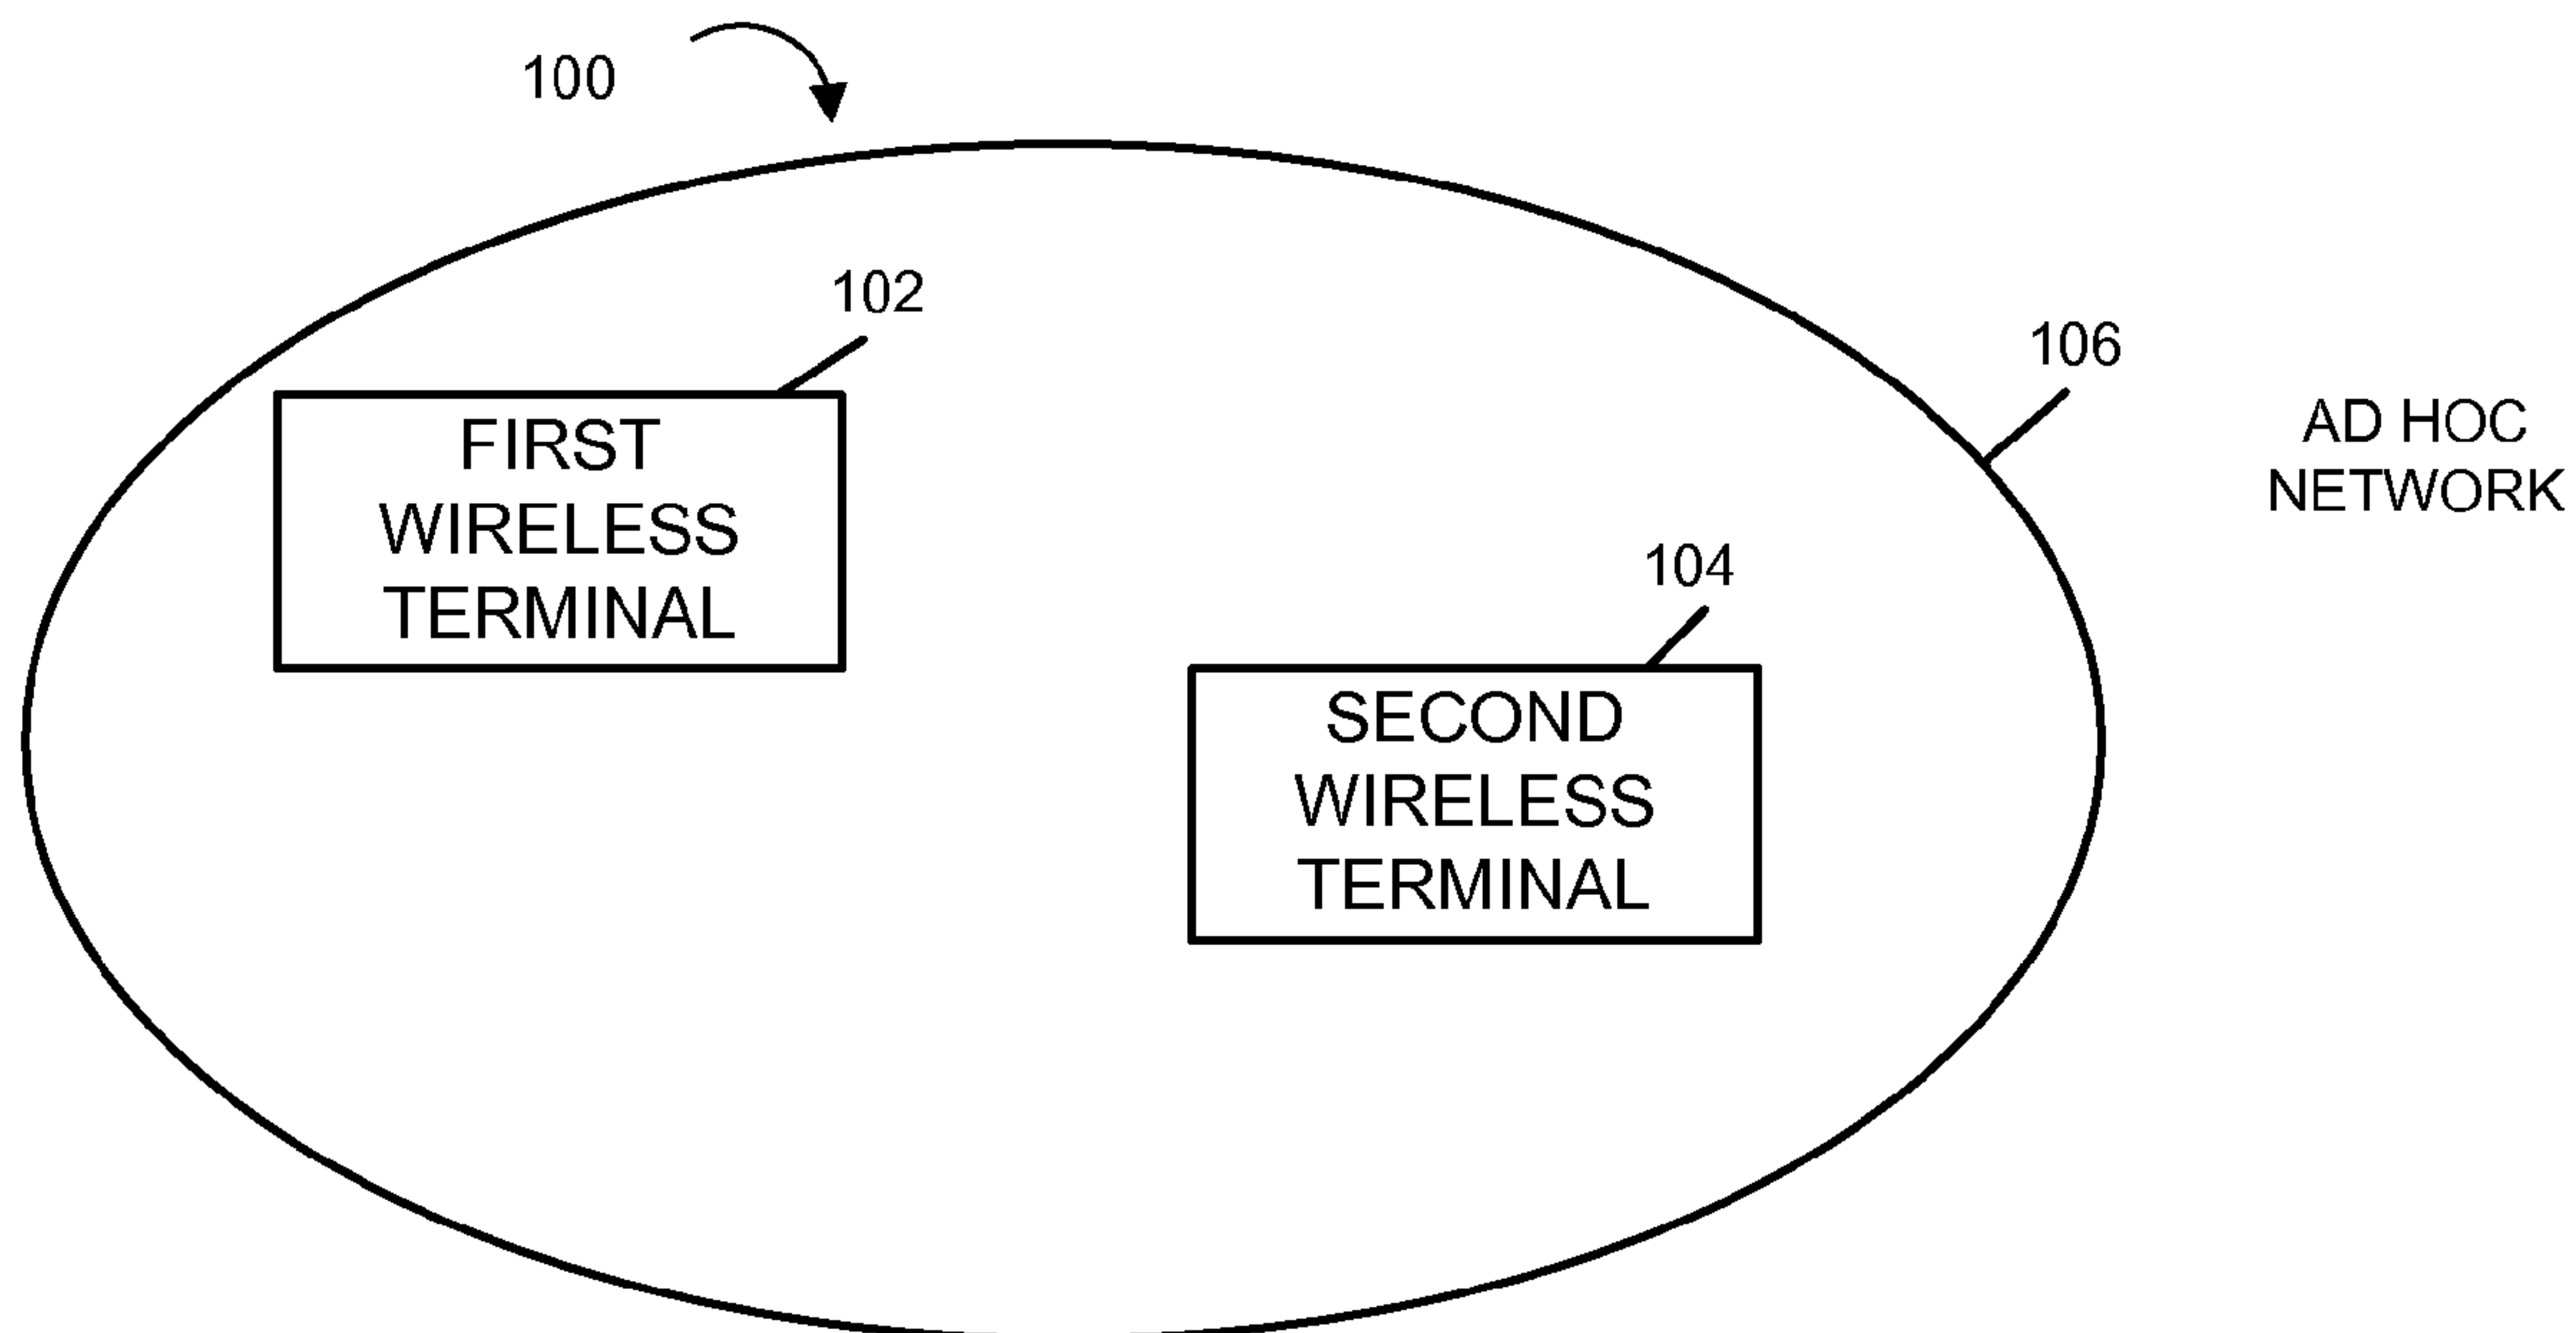 100
102
106
AD HOC
NETWORK
FIRST
WIRELESS
TERMINAL
104
SECOND
WIRELESS
TERMINAL